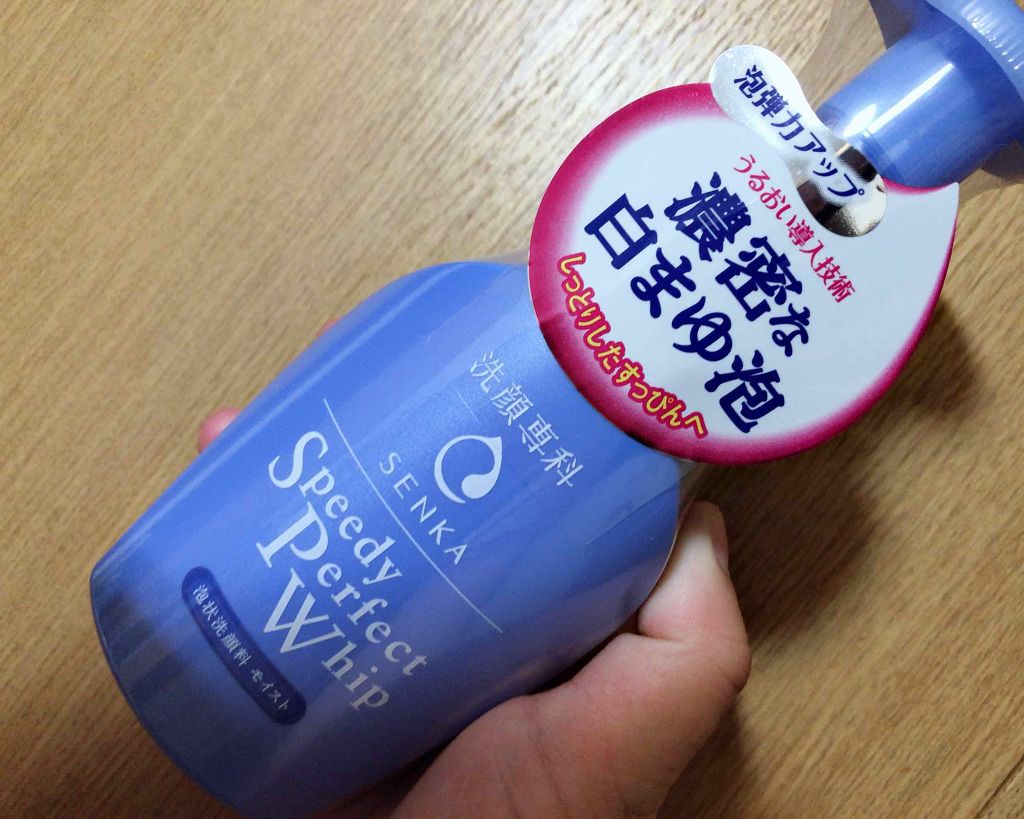 泡弾力アップ
うるおい導入技術
濃密な
白まゆ泡
しっとりしたすっぴんへ
洗顔専科
SENKA
Speedy
Perfect
Whip
泡状洗顔料 モイスト